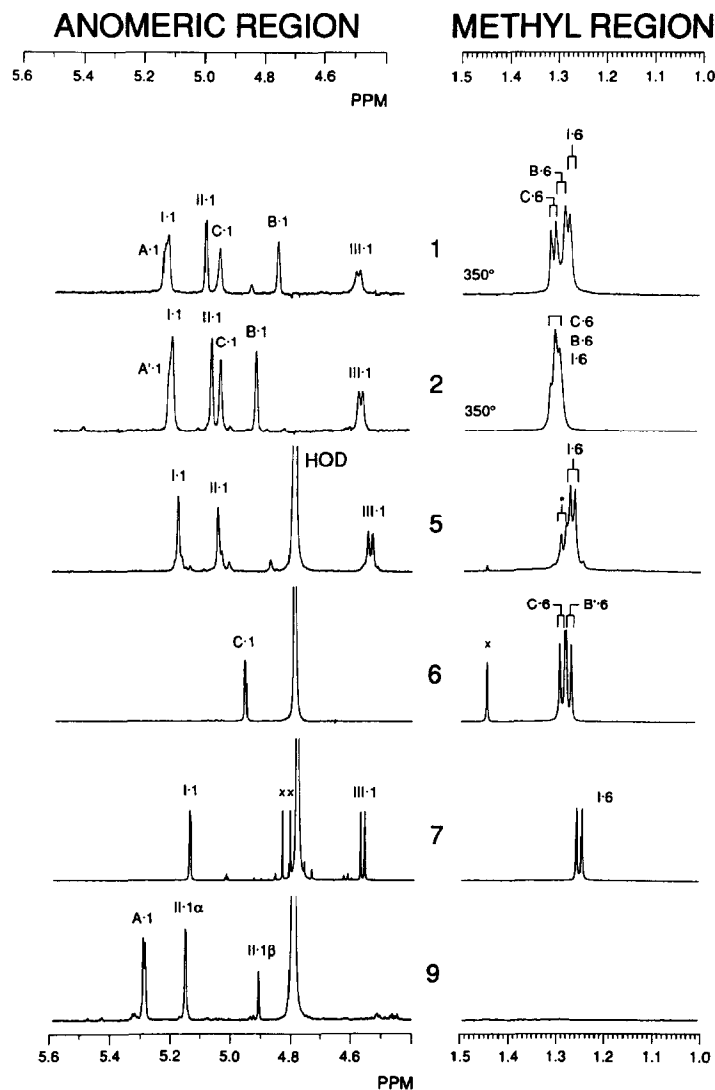 ANOMERIC REGION
METHYL REGION
5.6 5.4 5.2 5.0 4.8 4.6
PPM
1.5 1.4 1.3 1.2 1.1 1.0
PPM
I·6
B·6
C·6
II·1
I·1
A·1
C·1
B·1
III·1
1
350°
I·1
II·1
C·1
B·1
A'·1
III·1
2
C·6
B·6
I·6
350°
HOD
I·1
II·1
III·1
5
I·6
*
C·1
6
C·6
B'·6
x
I·1
xx
III·1
7
I·6
A·1
II·1α
II·1β
9
5.6 5.4 5.2 5.0 4.8 4.6
PPM
1.5 1.4 1.3 1.2 1.1 1.0
PPM